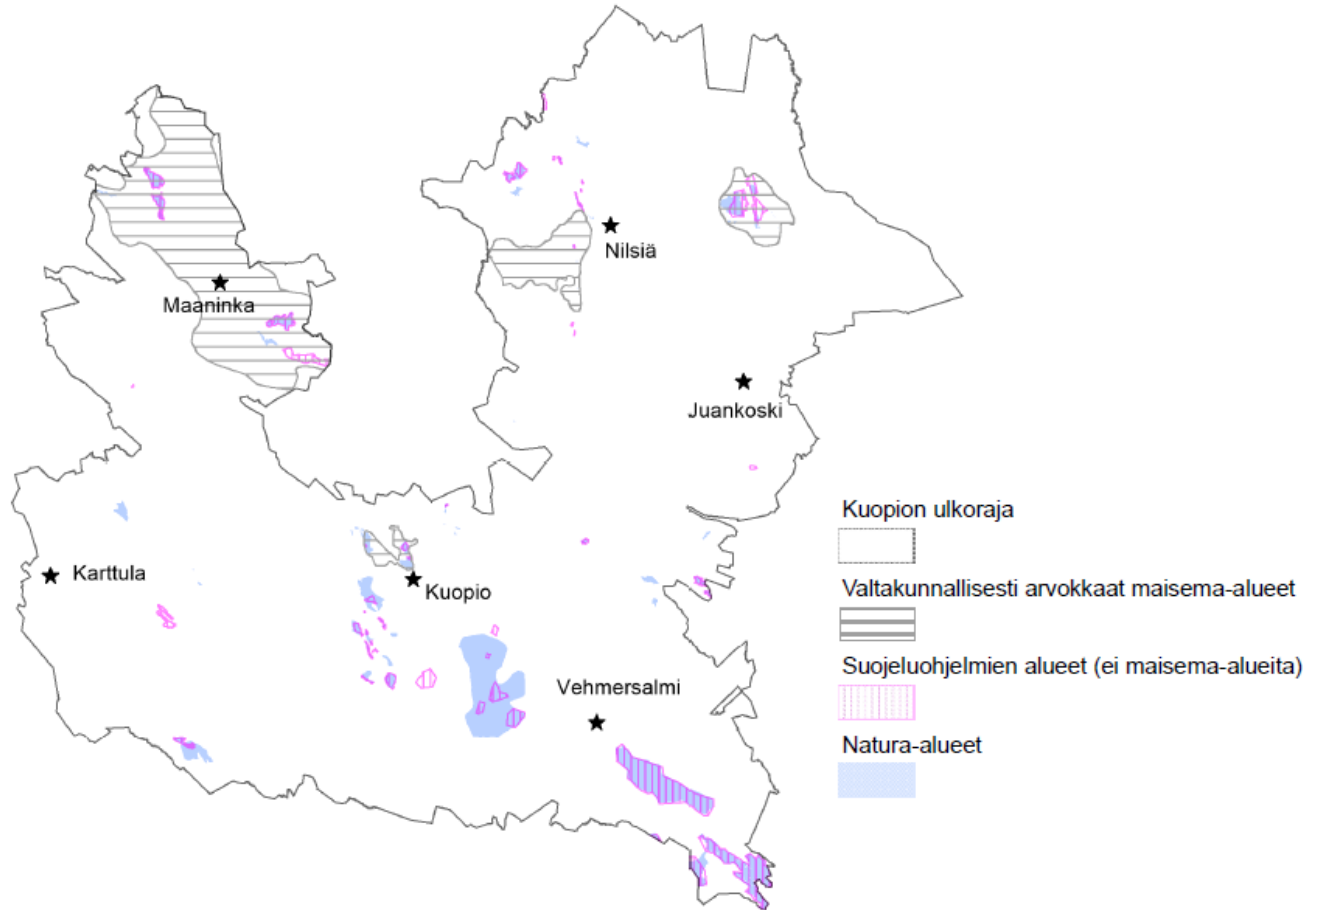 Nilsiä
Maaninka
Juankoski
Kuopion ulkoraja
Karttula
Kuopio
Valtakunnallisesti arvokkaat maisema-alueet
Suojeluohjelmien alueet (ei maisema-alueita)
Vehmersalmi
Natura-alueet